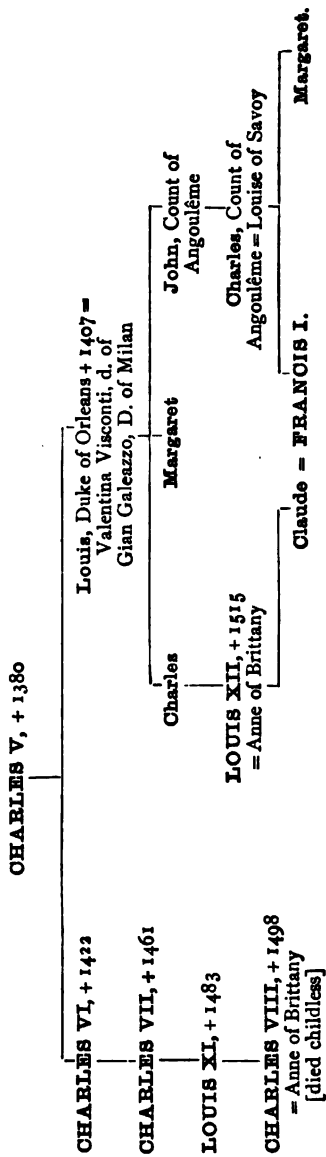 CHARLES V, + 1380
CHARLES VI, + 1422
CHARLES VII, + 1461
LOUIS XI, + 1483
CHARLES VIII, + 1498
= Anne of Brittany
[died childless]
Louis, Duke of Orleans + 1407 =
Valentina Visconti, d. of
Gian Galeazzo, D. of Milan
Charles
Margaret
John, Count of
Angoulême
LOUIS XII, + 1515
= Anne of Brittany
Charles, Count of
Angoulême = Louise of Savoy
Claude = FRANCIS I.
Margaret.